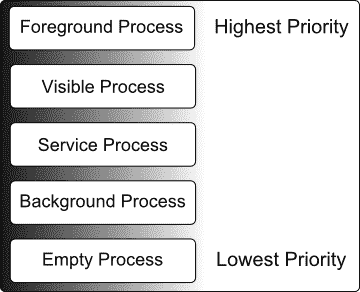 Foreground Process Highest Priority
Visible Process
Service Process
Background Process
Empty Process Lowest Priority